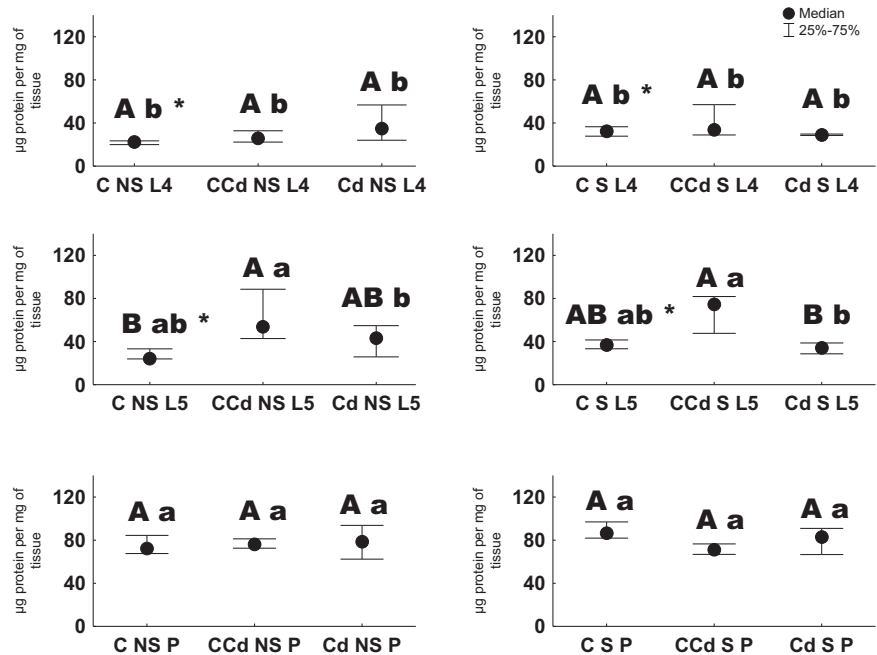 Median
25%-75%
µg protein per mg of
tissue
120
80
40
0
A b *
A b
A b
C NS L4
CCd NS L4
Cd NS L4
µg protein per mg of
tissue
120
80
40
0
A b *
A b
A b
C S L4
CCd S L4
Cd S L4
µg protein per mg of
tissue
120
80
40
0
B ab *
A a
AB b
C NS L5
CCd NS L5
Cd NS L5
µg protein per mg of
tissue
120
80
40
0
AB ab *
A a
B b
C S L5
CCd S L5
Cd S L5
µg protein per mg of
tissue
120
80
40
0
A a
A a
A a
C NS P
CCd NS P
Cd NS P
µg protein per mg of
tissue
120
80
40
0
A a
A a
A a
C S P
CCd S P
Cd S P